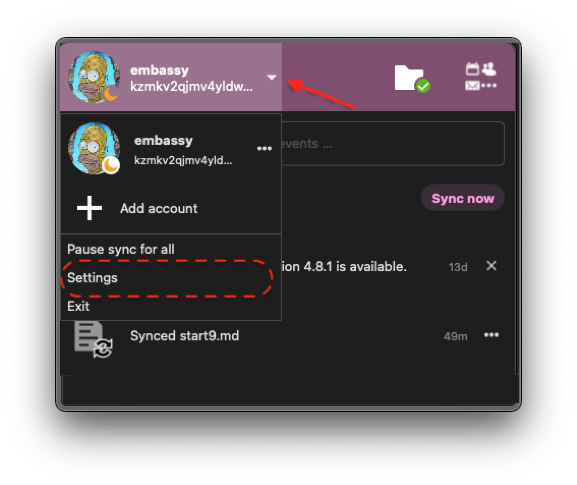 embassy
kzmkv2qjmv4yldw...
embassy
kzmkv2qjmv4yld...
events ...
Add account
Sync now
Pause sync for all
ion 4.8.1 is available.
13d
Settings
Exit
Synced start9.md
49m